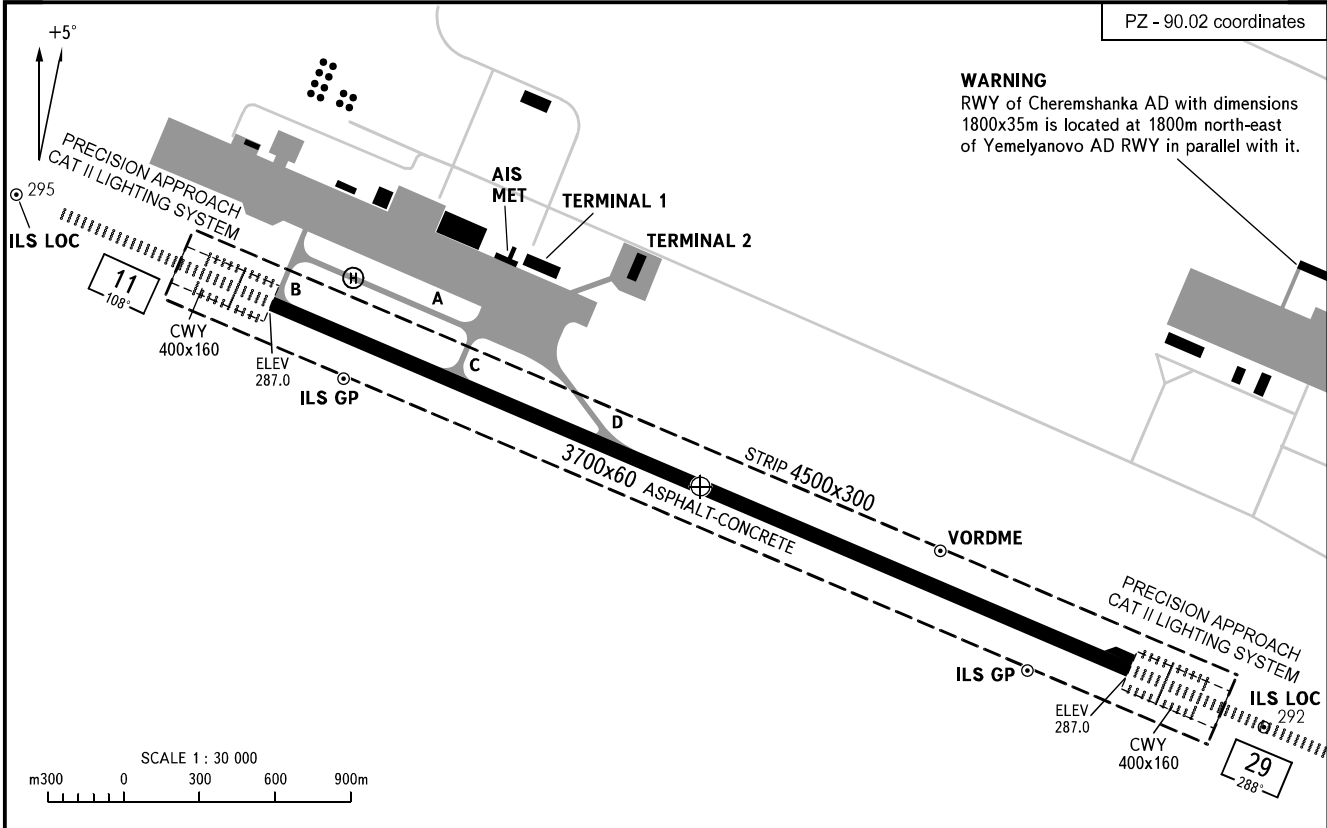 PZ - 90.02 coordinates
+5°
WARNING
RWY of Cheremshanka AD with dimensions
1800x35m is located at 1800m north-east
of Yemelyanovo AD RWY in parallel with it.
PRECISION APPROACH
CAT II LIGHTING SYSTEM
295
ILS LOC
AIS
MET
TERMINAL 1
TERMINAL 2
11
108°
H
B
A
CWY
400x160
ELEV
287.0
ILS GP
C
D
3700x60 ASPHALT-CONCRETE
STRIP 4500x300
VORDME
PRECISION APPROACH
CAT II LIGHTING SYSTEM
ILS GP
ILS LOC
292
ELEV
287.0
CWY
400x160
29
288°
SCALE 1 : 30 000
m300 0 300 600 900m